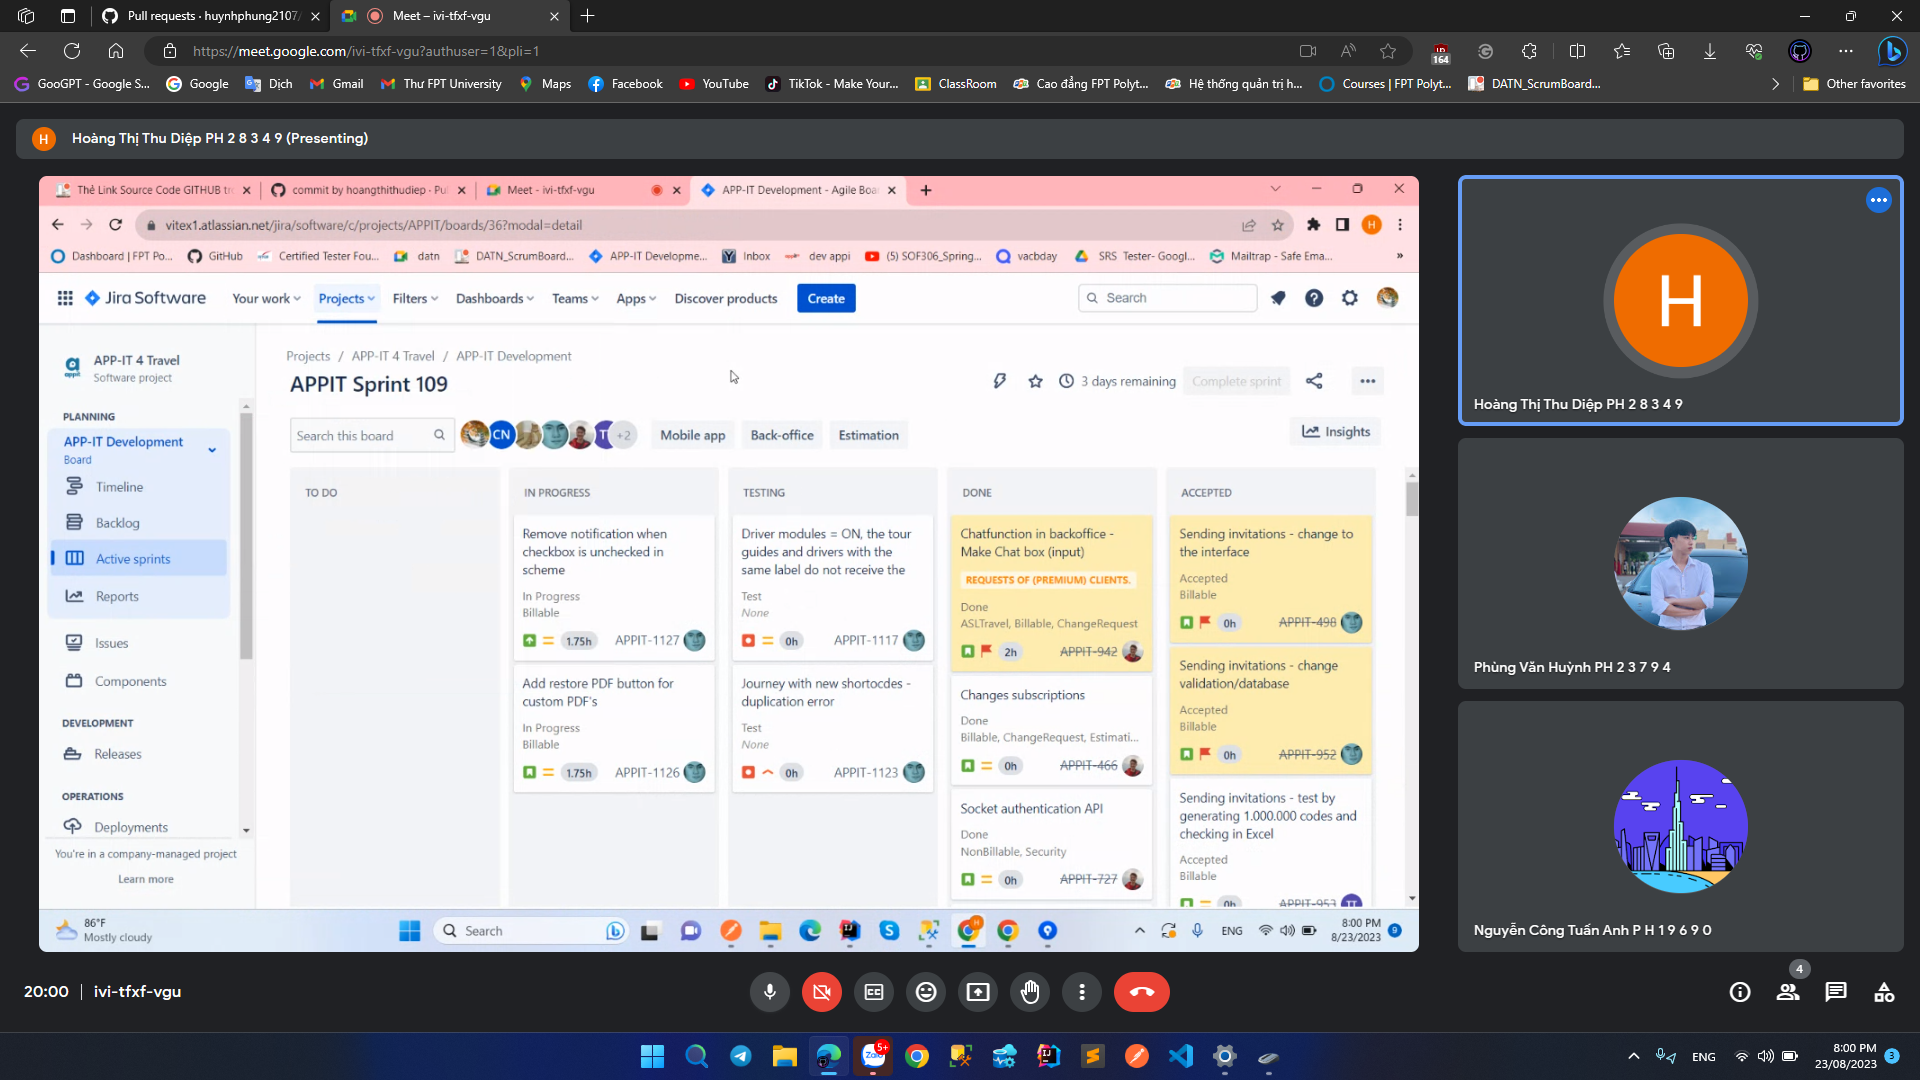 Pull requests · huynhphung2107/
Meet – ivi-tfxf-vgu
https://meet.google.com/ivi-tfxf-vgu?authuser=1&pli=1
164
GooGPT - Google S...
Google
Dịch
Gmail
Thư FPT University
Maps
Facebook
YouTube
TikTok - Make Your...
ClassRoom
Cao đẳng FPT Polyt...
Hệ thống quản trị h...
Courses | FPT Polyt...
DATN_ScrumBoard...
Other favorites
H
Hoàng Thị Thu Diệp PH 2 8 3 4 9 (Presenting)
Thẻ Link Source Code GITHUB tr
commit by hoangthithudiep · Pu
Meet - ivi-tfxf-vgu
APP-IT Development - Agile Boa
vitex1.atlassian.net/jira/software/c/projects/APPIT/boards/36?modal=detail
H
Dashboard | FPT Po...
GitHub
Certified Tester Fou...
datn
DATN_ScrumBoard...
APP-IT Developme...
Inbox
dev appi
(5) SOF306_Spring...
vacbday
SRS Tester- Googl...
Mailtrap - Safe Ema...
»
Jira Software
Your work
Projects
Filters
Dashboards
Teams
Apps
Discover products
Create
Search
APP-IT 4 Travel
Software project
PLANNING
APP-IT Development
Board
Timeline
Backlog
Active sprints
Reports
Issues
Components
DEVELOPMENT
Releases
OPERATIONS
Deployments
You're in a company-managed project
Learn more
Projects / APP-IT 4 Travel / APP-IT Development
APPIT Sprint 109
3 days remaining
Complete sprint
Search this board
CN
T
+2
Mobile app
Back-office
Estimation
Insights
TO DO
IN PROGRESS
Remove notification when
checkbox is unchecked in
scheme
In Progress
Billable
1.75h
APPIT-1127
Add restore PDF button for
custom PDF's
In Progress
Billable
1.75h
APPIT-1126
TESTING
Driver modules = ON, the tour
guides and drivers with the
same label do not receive the
Test
None
0h
APPIT-1117
Journey with new shortocdes -
duplication error
Test
None
0h
APPIT-1123
DONE
Chatfunction in backoffice -
Make Chat box (input)
REQUESTS OF (PREMIUM) CLIENTS.
Done
ASLTravel, Billable, ChangeRequest
2h
APPIT-942
Changes subscriptions
Done
Billable, ChangeRequest, Estimati...
0h
APPIT-466
Socket authentication API
Done
NonBillable, Security
0h
APPIT-727
ACCEPTED
Sending invitations - change to
the interface
Accepted
Billable
0h
APPIT-498
Sending invitations - change
validation/database
Accepted
Billable
0h
APPIT-952
Sending invitations - test by
generating 1.000.000 codes and
checking in Excel
Accepted
Billable
0h
APPIT-953
TT
86°F
Mostly cloudy
Search
ENG
8:00 PM
8/23/2023
9
H
Hoàng Thị Thu Diệp PH 2 8 3 4 9
Phùng Văn Huỳnh PH 2 3 7 9 4
Nguyễn Công Tuấn Anh P H 1 9 6 9 0
20:00 | ivi-tfxf-vgu
4
Zalo
5+
ENG
8:00 PM
23/08/2023
3